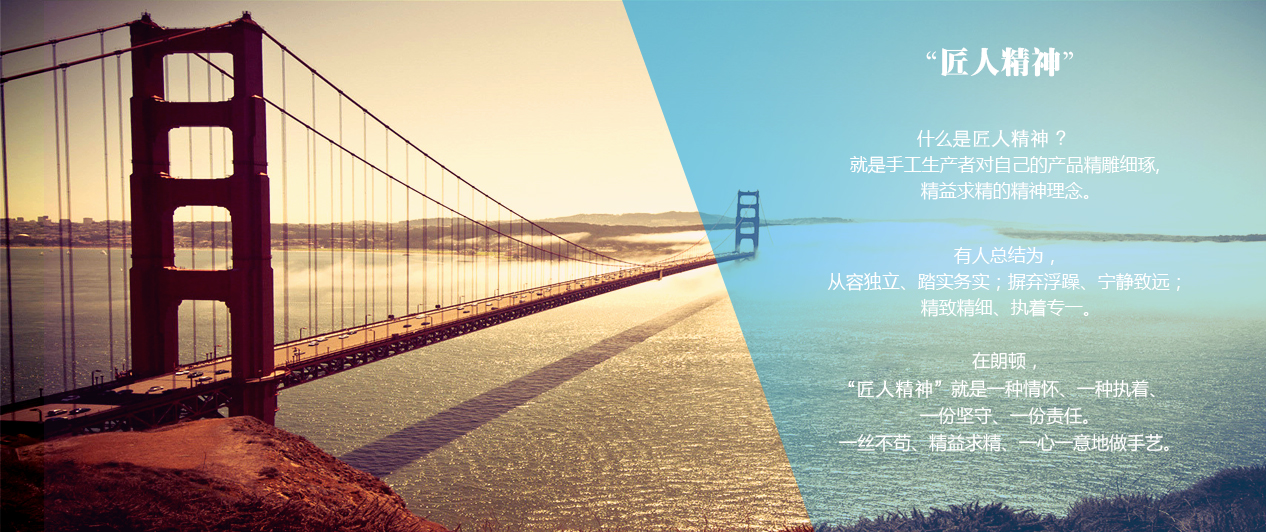 “匠人精神”
什么是匠人精神？
就是手工生产者对自己的产品精雕细琢,
精益求精的精神理念。
有人总结为，
从容独立、踏实务实；摒弃浮躁、宁静致远；
精致精细、执着专一。
在朗顿，
“匠人精神”就是一种情怀、一种执着、
一份坚守、一份责任。
一丝不苟、精益求精、一心一意地做手艺。